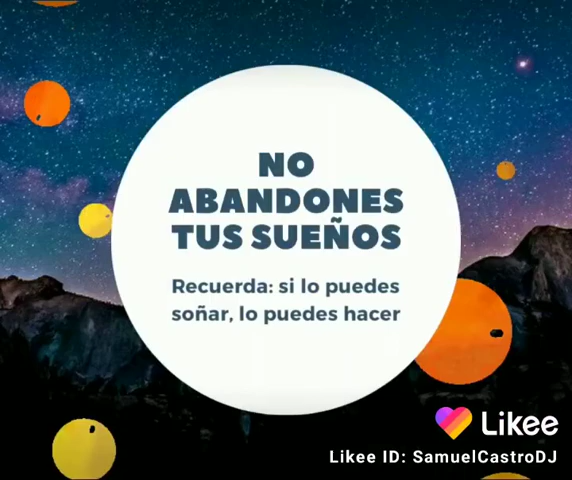 NO
ABANDONES
TUS SUEÑOS
Recuerda: si lo puedes
soñar, lo puedes hacer
Likee
Likee ID: SamuelCastroDJ